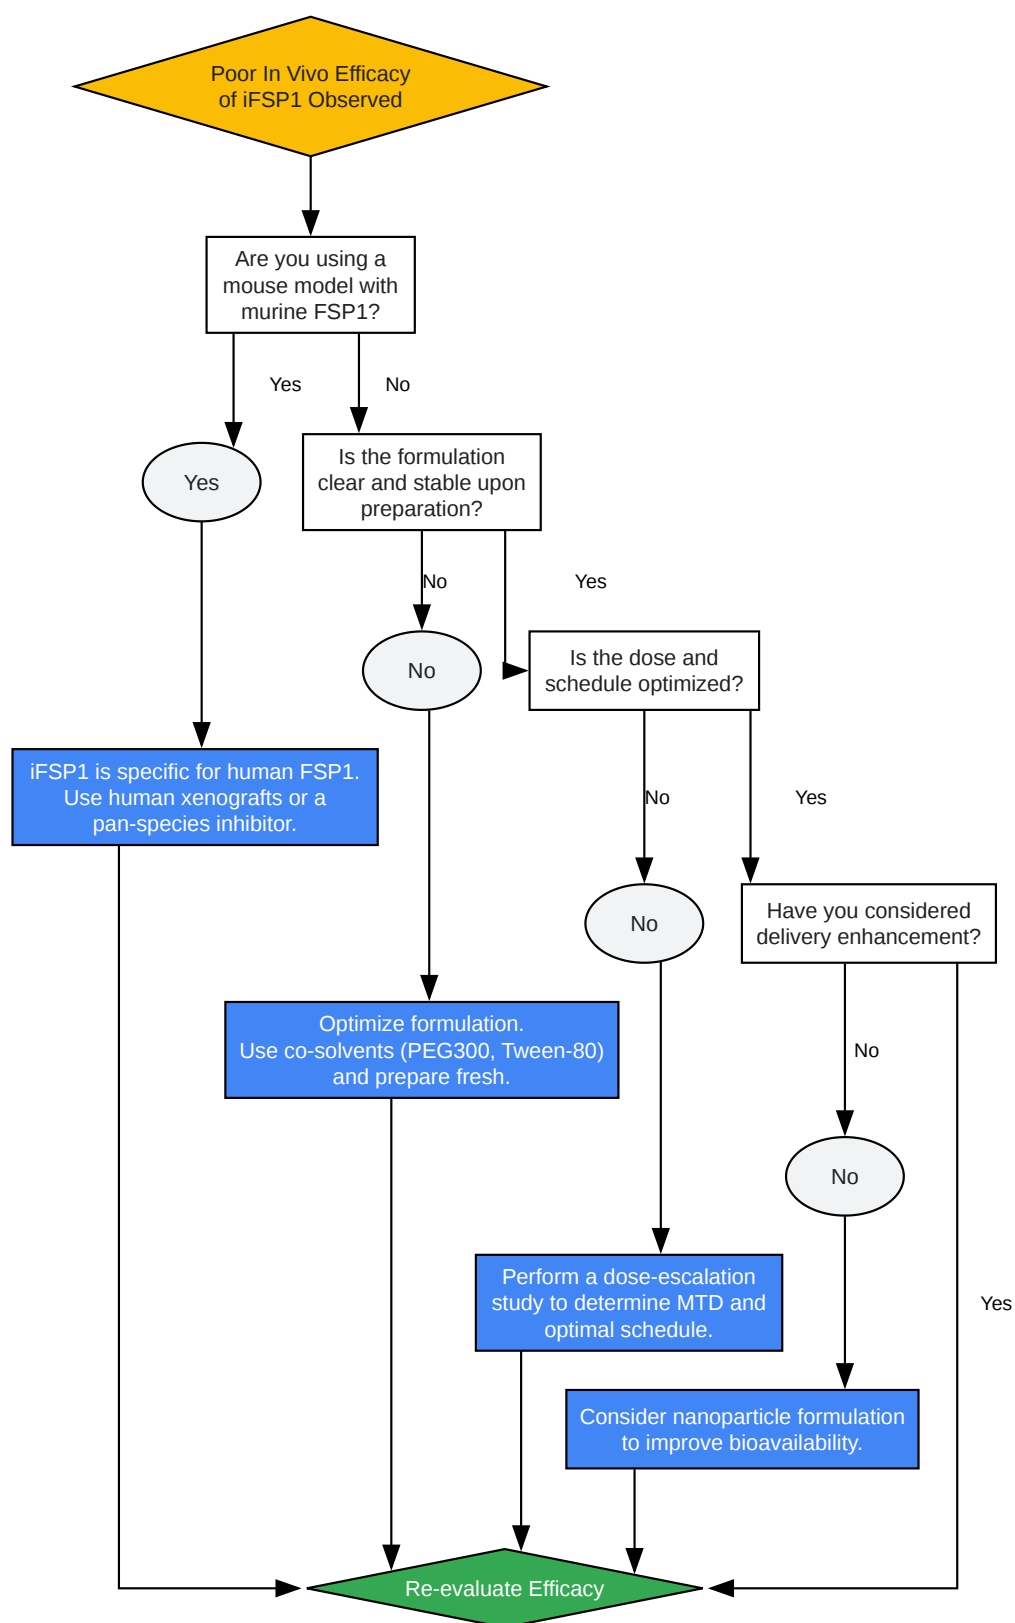 Poor In Vivo Efficacy
of iFSP1 Observed
Are you using a
mouse model with
murine FSP1?
Yes
No
Yes
Is the formulation
clear and stable upon
preparation?
No
Yes
No
Is the dose and
schedule optimized?
iFSP1 is specific for human FSP1.
Use human xenografts or a
pan-species inhibitor.
No
Yes
No
Have you considered
delivery enhancement?
Optimize formulation.
Use co-solvents (PEG300, Tween-80)
and prepare fresh.
No
No
Perform a dose-escalation
study to determine MTD and
optimal schedule.
Yes
Consider nanoparticle formulation
to improve bioavailability.
Re-evaluate Efficacy